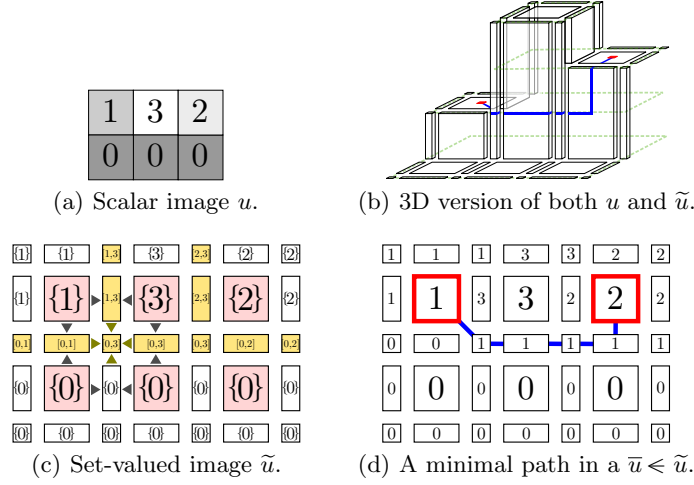 1 3 2
0 0 0
(a) Scalar image u.
(b) 3D version of both u and ũ.
{1} {1} [1,3] {3} [2,3] {2} {2}
{1} {1} [1,3] {3} [2,3] {2} {2}
[0,1] [0,1] [0,3] [0,3] [0,3] [0,2] [0,2]
{0} {0} {0} {0} {0} {0} {0}
{0} {0} {0} {0} {0} {0} {0}
(c) Set-valued image ũ.
1 1 1 3 3 2 2
1 1 3 3 2 2 2
0 0 1 1 1 1 1
0 0 0 0 0 0 0
0 0 0 0 0 0 0
(d) A minimal path in a u̅ ⋲ ũ.